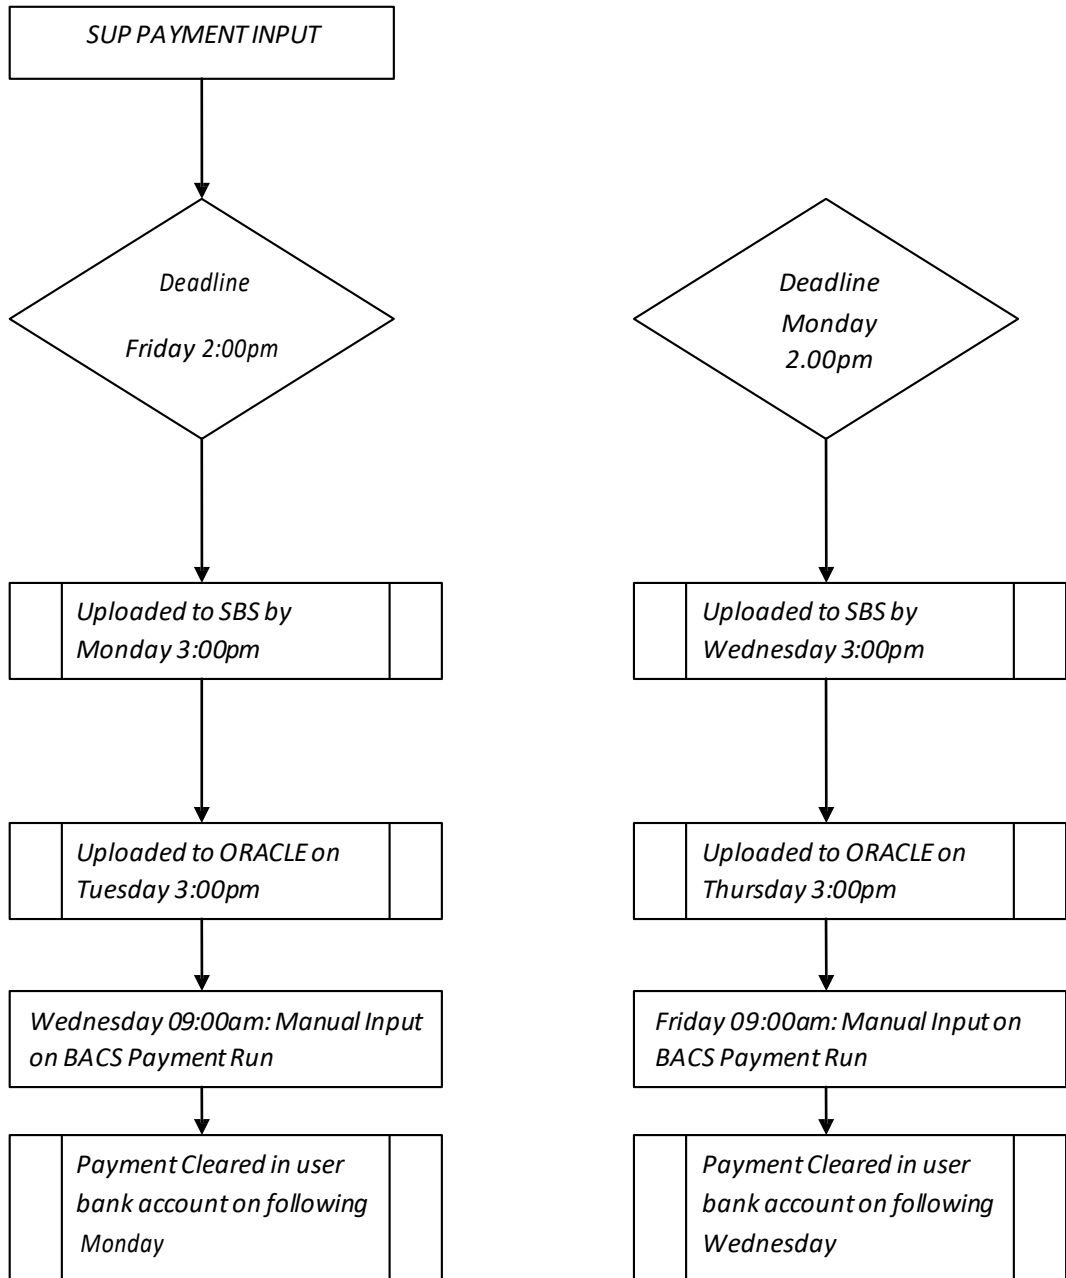 SUP PAYMENT INPUT
Deadline
Friday 2:00pm
Uploaded to SBS by
Monday 3:00pm
Uploaded to ORACLE on
Tuesday 3:00pm
Wednesday 09:00am: Manual Input
on BACS Payment Run
Payment Cleared in user
bank account on following
Monday
Deadline
Monday
2.00pm
Uploaded to SBS by
Wednesday 3:00pm
Uploaded to ORACLE on
Thursday 3:00pm
Friday 09:00am: Manual Input on
BACS Payment Run
Payment Cleared in user
bank account on following
Wednesday